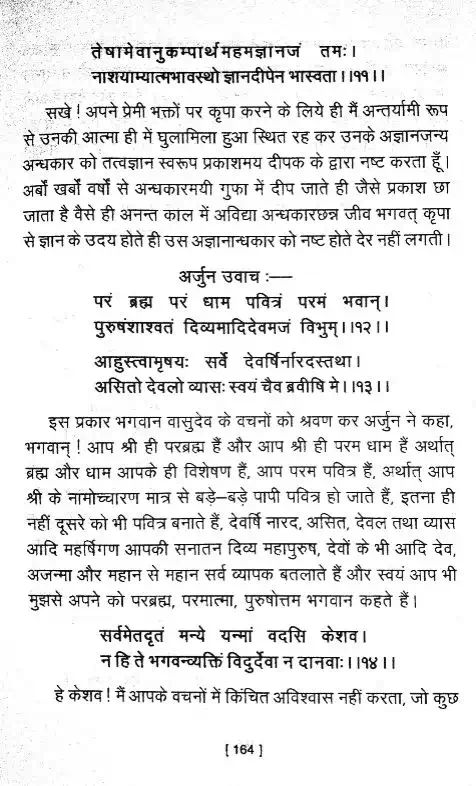 तेषामेवानुकम्पार्थमहमज्ञानजं तमः।
नाशयाम्यात्मभावस्थो ज्ञानदीपेन भास्वता।।११।।
सखे ! अपने प्रेमी भक्तों पर कृपा करने के लिये ही मैं अन्तर्यामी रूप
से उनकी आत्मा ही में घुलामिला हुआ स्थित रह कर उनके अज्ञानजन्य
अन्धकार को तत्वज्ञान स्वरूप प्रकाशमय दीपक के द्वारा नष्ट करता हूँ।
अर्बों खर्बों वर्षों से अन्धकारमयी गुफा में दीप जाते ही जैसे प्रकाश छा
जाता है वैसे ही अनन्त काल में अविद्या अन्धकारछन्न जीव भगवत् कृपा
से ज्ञान के उदय होते ही उस अज्ञानान्धकार को नष्ट होते देर नहीं लगती।
अर्जुन उवाच :—
परं ब्रह्म परं धाम पवित्रं परमं भवान्।
पुरुषंशाश्वतं दिव्यमादिदेवमजं विभुम्।।१२।।
आहुस्त्वामृषयः सर्वे देवर्षिर्नारदस्तथा।
असितो देवलो व्यासः स्वयं चैव ब्रवीषि मे।।१३।।
इस प्रकार भगवान वासुदेव के वचनों को श्रवण कर अर्जुन ने कहा,
भगवान् ! आप श्री ही परब्रह्म हैं और आप श्री ही परम धाम हैं अर्थात्
ब्रह्म और धाम आपके ही विशेषण हैं, आप परम पवित्र हैं, अर्थात् आप
श्री के नामोच्चारण मात्र से बड़े–बड़े पापी पवित्र हो जाते हैं, इतना ही
नहीं दूसरे को भी पवित्र बनाते हैं, देवर्षि नारद, असित, देवल तथा व्यास
आदि महर्षिगण आपकी सनातन दिव्य महापुरुष, देवों के भी आदि देव,
अजन्मा और महान से महान सर्व व्यापक बतलाते हैं और स्वयं आप भी
मुझसे अपने को परब्रह्म, परमात्मा, पुरुषोत्तम भगवान कहते हैं।
सर्वमेतदृतं मन्ये यन्मां वदसि केशव।
न हि ते भगवन्व्यक्तिं विदुर्देवा न दानवाः।।१४।।
हे केशव ! मैं आपके वचनों में किंचित अविश्वास नहीं करता, जो कुछ
[ 164 ]